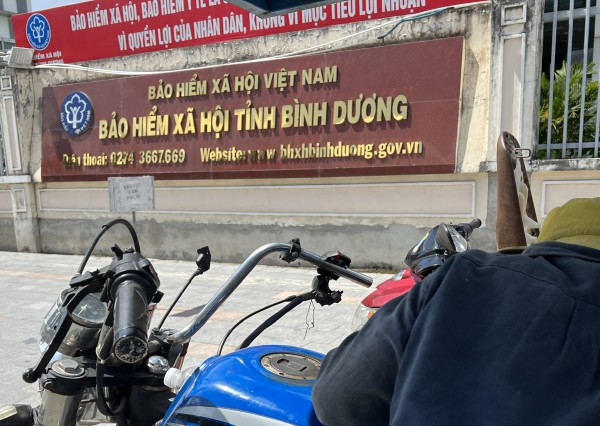 BẢO HIỂM XÃ HỘI, BẢO HIỂM Y TẾ LÀ
VÌ QUYỀN LỢI CỦA NHÂN DÂN, KHÔNG VÌ MỤC TIÊU LỢI NHUẬN
BẢO HIỂM XÃ HỘI VIỆT NAM
BẢO HIỂM XÃ HỘI TỈNH BÌNH DƯƠNG
Điện thoại: 0274 3667.669 Website: www bhxhbinhduong.gov.vn